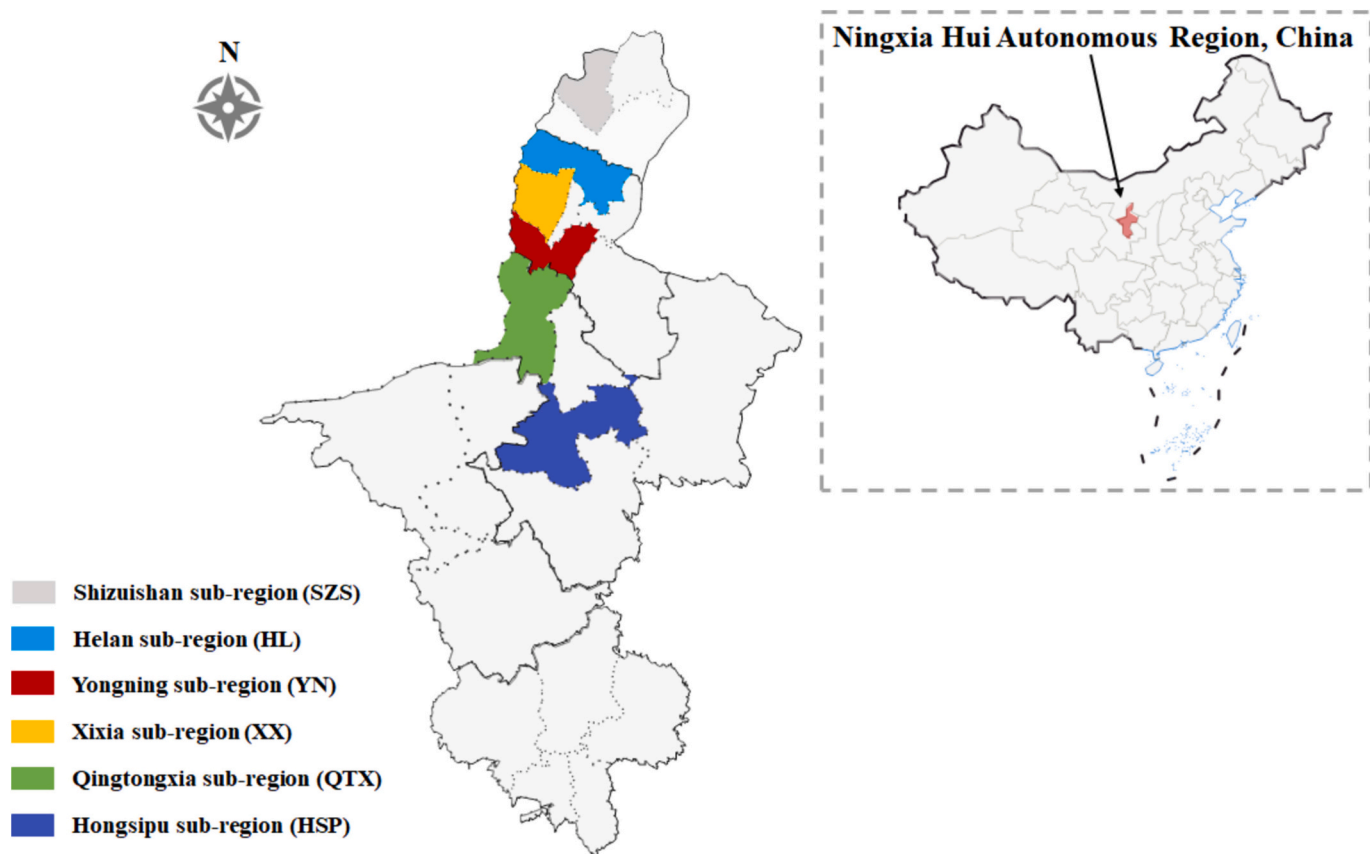 N
Ningxia Hui Autonomous Region, China
Shizuishan sub-region (SZS)
Helan sub-region (HL)
Yongning sub-region (YN)
Xixia sub-region (XX)
Qingtongxia sub-region (QTX)
Hongsipu sub-region (HSP)